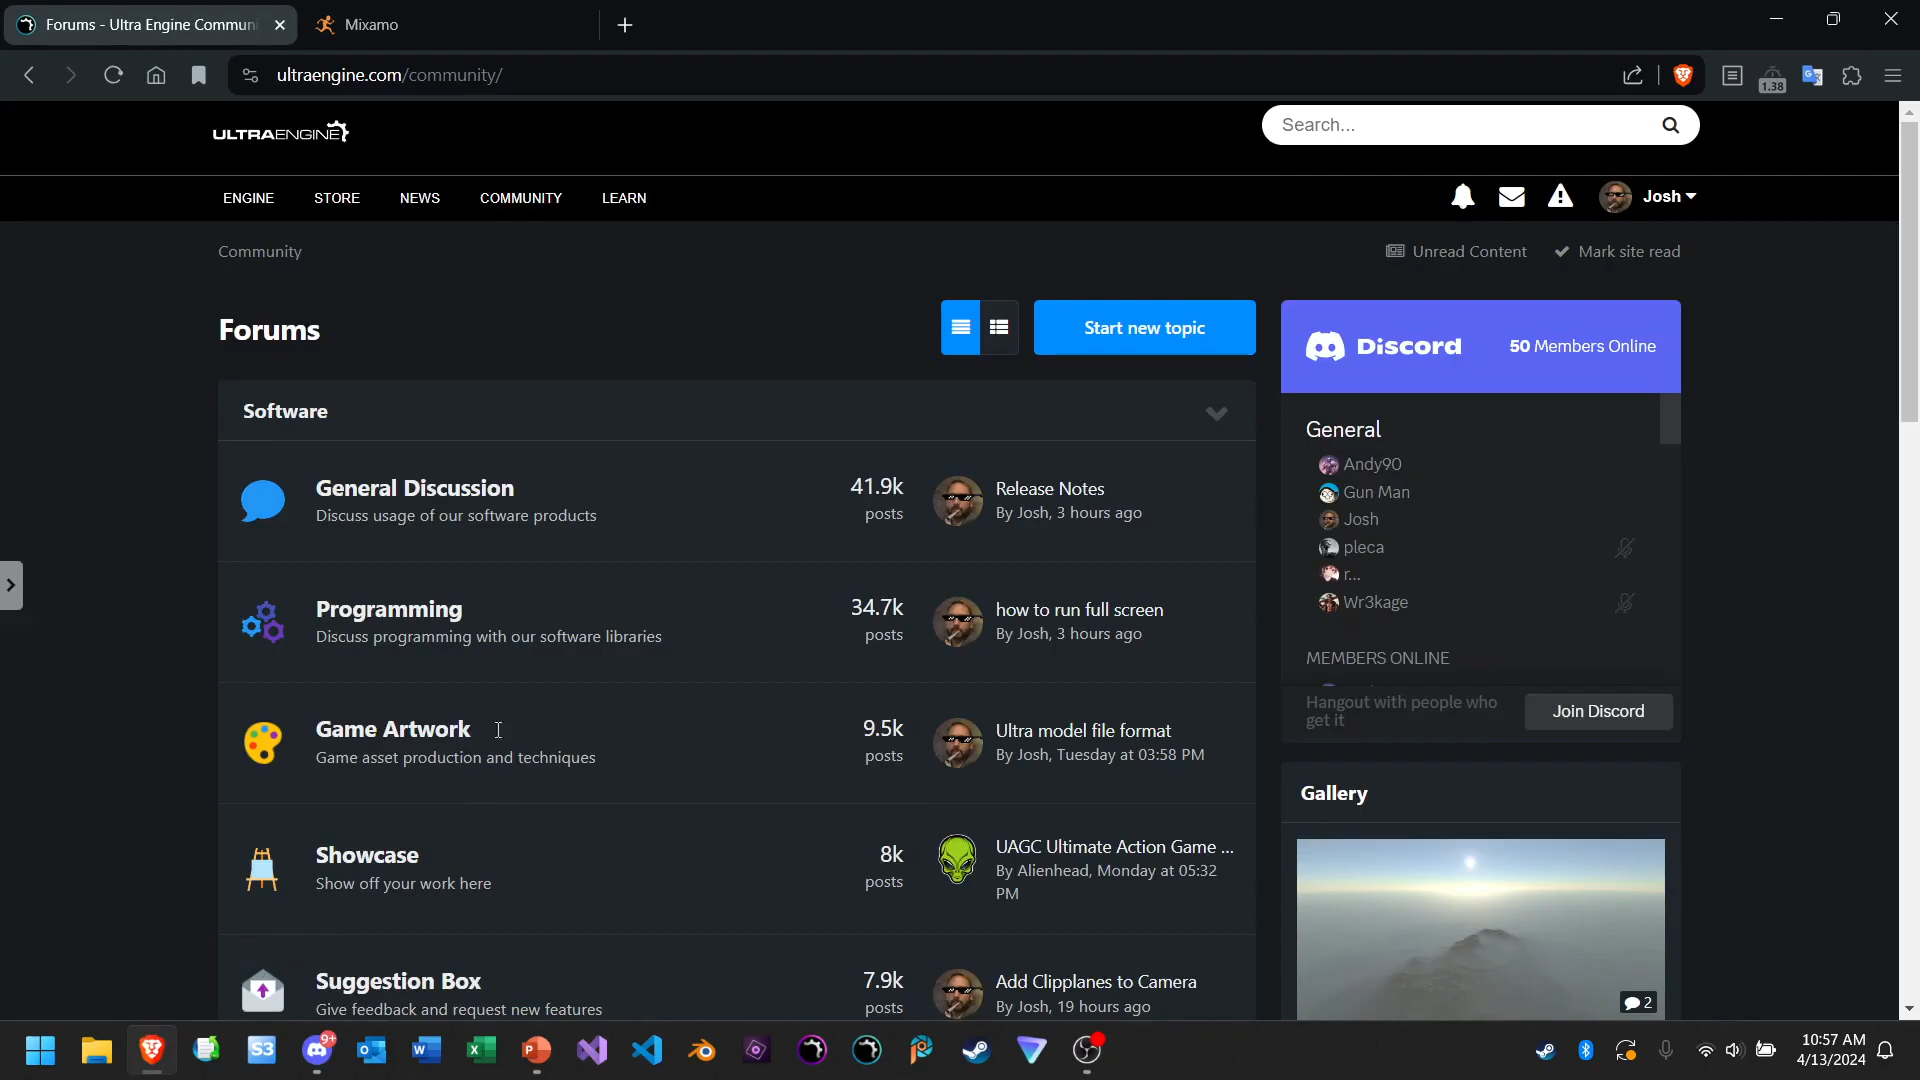 Forums - Ultra Engine Commun
Mixamo
ultraengine.com/community/
1.38
ULTRAENGINE
Search...
ENGINE
STORE
NEWS
COMMUNITY
LEARN
Josh
Community
Unread Content
Mark site read
Forums
Start new topic
Discord
50 Members Online
Software
General
Andy90
Gun Man
Josh
pleca
r...
Wr3kage
MEMBERS ONLINE
Hangout with people who
get it
Join Discord
General Discussion
Discuss usage of our software products
41.9k
posts
Release Notes
By Josh, 3 hours ago
Programming
Discuss programming with our software libraries
34.7k
posts
how to run full screen
By Josh, 3 hours ago
Game Artwork
Game asset production and techniques
9.5k
posts
Ultra model file format
By Josh, Tuesday at 03:58 PM
Gallery
Showcase
Show off your work here
8k
posts
UAGC Ultimate Action Game ...
By Alienhead, Monday at 05:32
PM
Suggestion Box
Give feedback and request new features
7.9k
posts
Add Clipplanes to Camera
By Josh, 19 hours ago
2
S3
9+
10:57 AM
4/13/2024